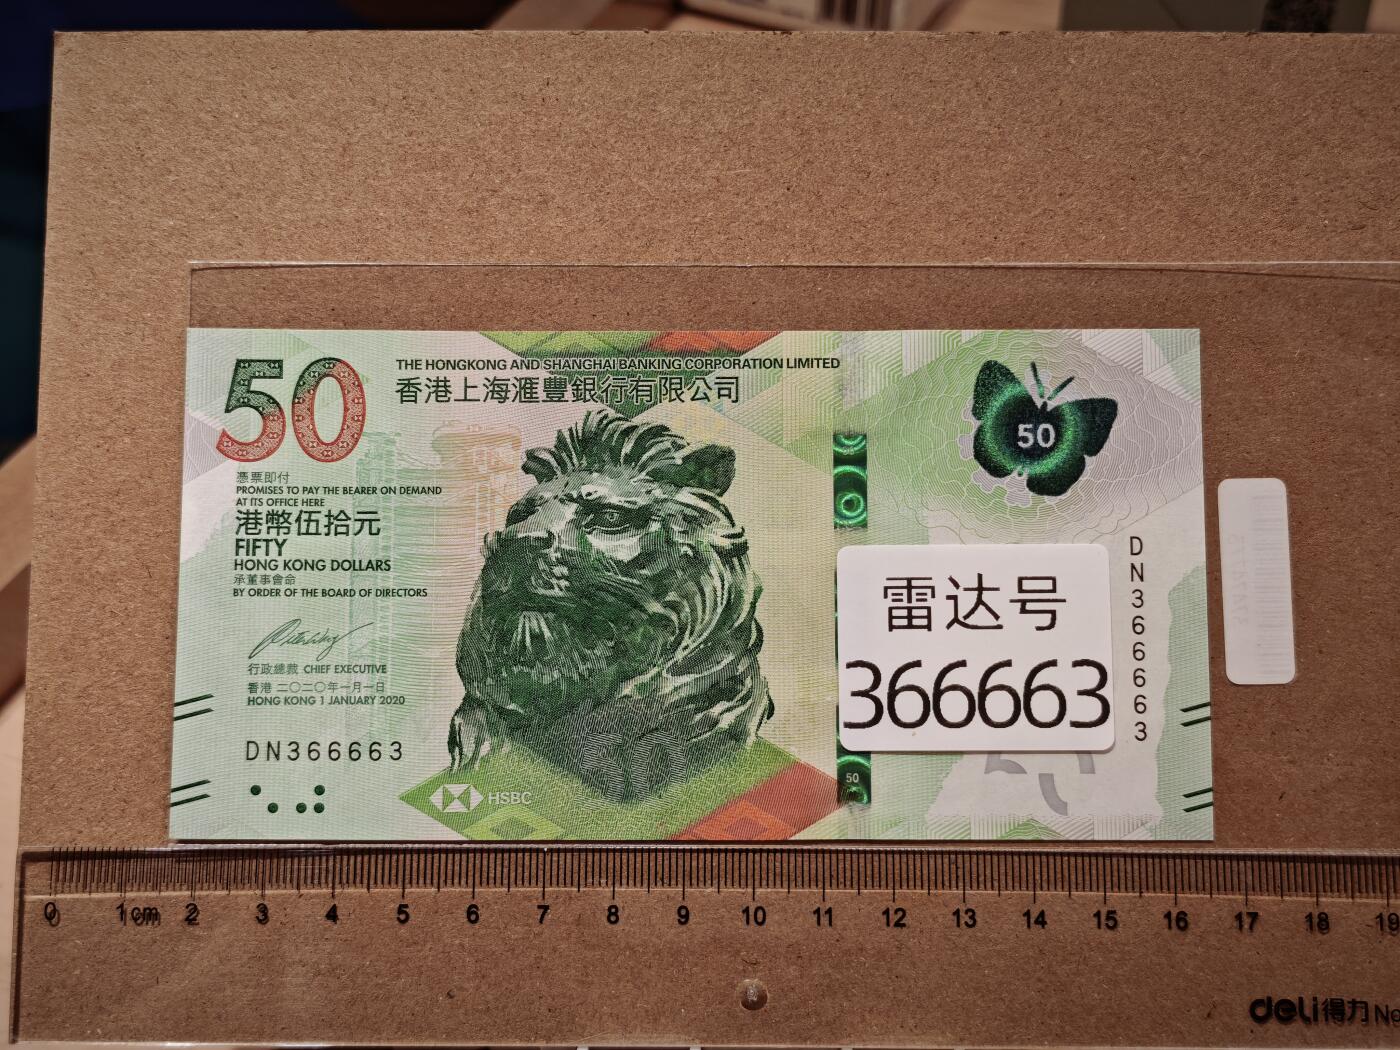 50
THE HONGKONG AND SHANGHAI BANKING CORPORATION LIMITED
香港上海滙豐銀行有限公司
憑票即付
PROMISES TO PAY THE BEARER ON DEMAND
AT ITS OFFICE HERE
港幣伍拾元
FIFTY
HONG KONG DOLLARS
承董事會命
BY ORDER OF THE BOARD OF DIRECTORS
行政總裁 CHIEF EXECUTIVE
香港 二〇二〇年一月一日
HONG KONG 1 JANUARY 2020
DN366663
HSBC
50
50
雷达号
366663
DN366663
50
0 1cm 2 3 4 5 6 7 8 9 10 11 12 13 14 15 16 17 18 19
deli 得力 No